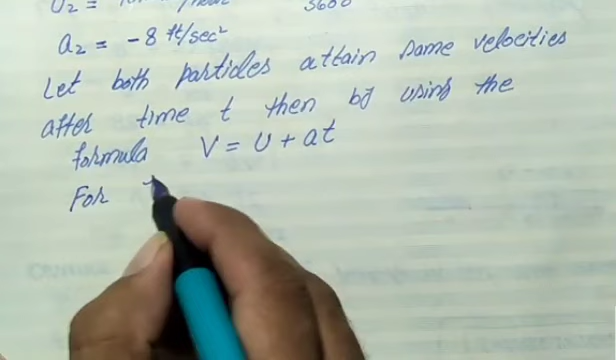 a₂ = -8 ft/sec²
Let both particles attain same velocities
after time t then by using the
formula V = U + at
For